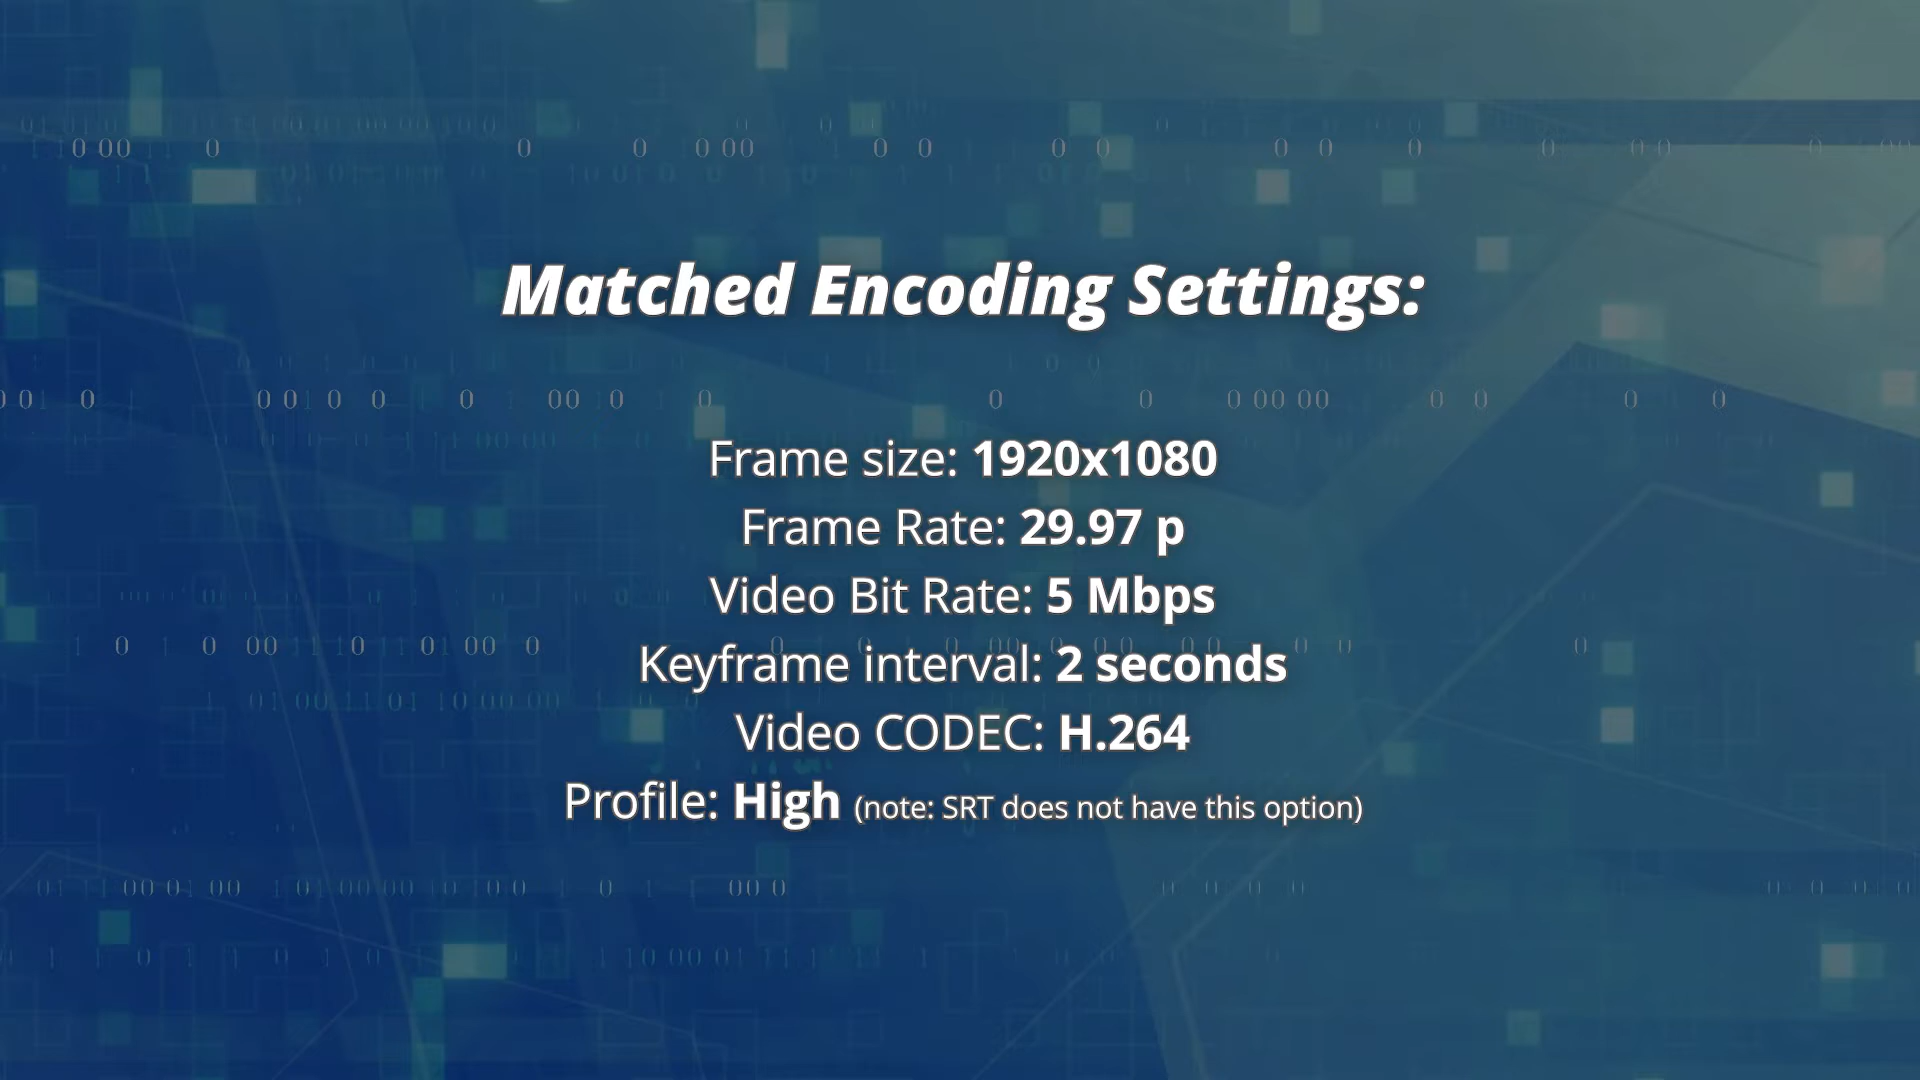 Matched Encoding Settings:
Frame size: 1920x1080
Frame Rate: 29.97 p
Video Bit Rate: 5 Mbps
Keyframe interval: 2 seconds
Video CODEC: H.264
Profile: High (note: SRT does not have this option)